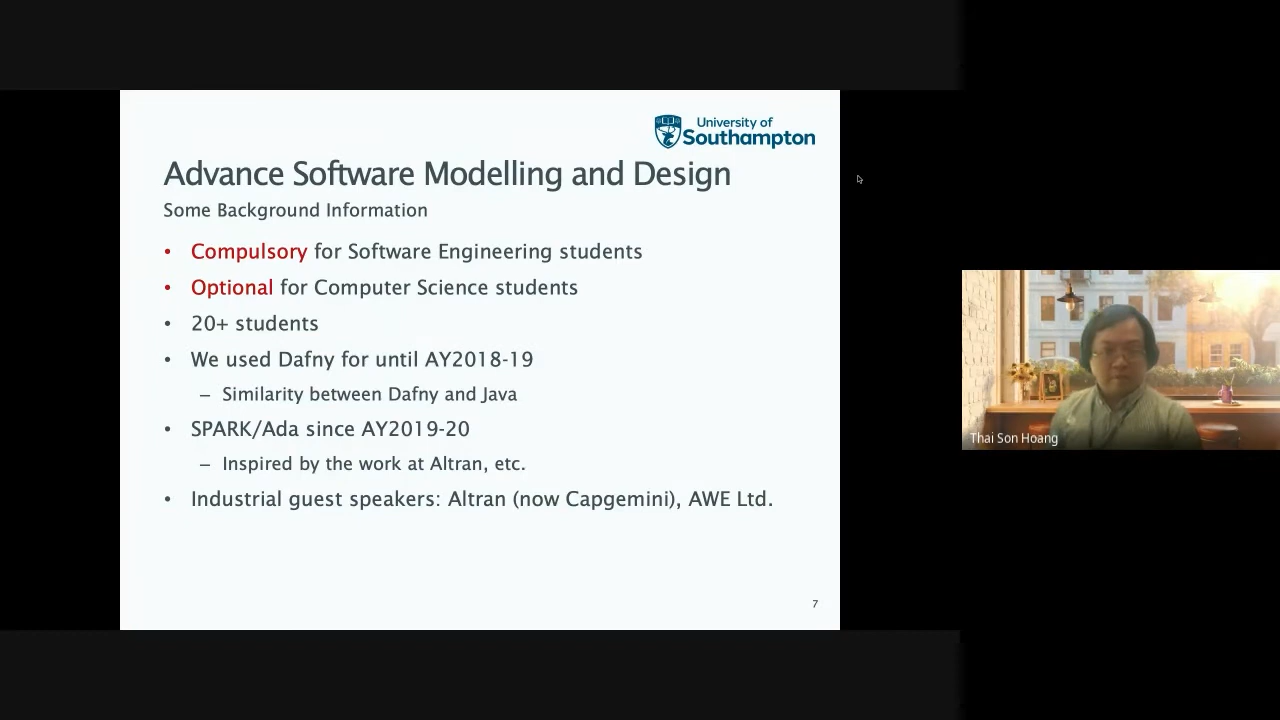 University of
Southampton
Advance Software Modelling and Design
Some Background Information
• Compulsory for Software Engineering students
• Optional for Computer Science students
• 20+ students
• We used Dafny for until AY2018-19
– Similarity between Dafny and Java
• SPARK/Ada since AY2019-20
– Inspired by the work at Altran, etc.
• Industrial guest speakers: Altran (now Capgemini), AWE Ltd.
7
Thai Son Hoang